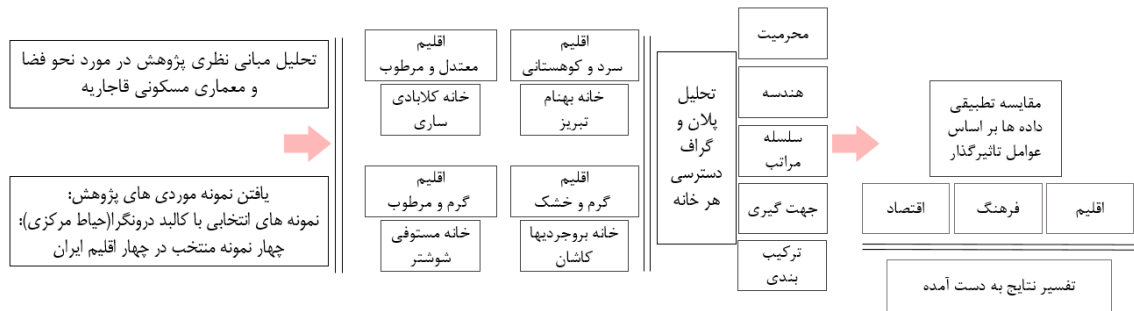 تحلیل مبانی نظری پژوهش در مورد نحو فضا
و معماری مسکونی قاجاریه
یافتن نمونه موردی های پژوهش:
نمونه های انتخابی با کالبد درونگرا(حیاط مرکزی):
چهار نمونه منتخب در چهار اقلیم ایران
اقلیم
معتدل و مرطوب
خانه کلابادی
ساری
اقلیم
سرد و کوهستانی
خانه بهنام
تبریز
اقلیم
گرم و مرطوب
خانه مستوفی
شوشتر
اقلیم
گرم و خشک
خانه بروجردیها
کاشان
تحلیل
پلان و
گراف
دسترسی
هر خانه
محرمیت
هندسه
سلسله
مراتب
جهت گیری
ترکیب
بندی
مقایسه تطبیقی
داده ها بر اساس
عوامل تاثیرگذار
اقلیم
فرهنگ
اقتصاد
تفسیر نتایج به دست آمده